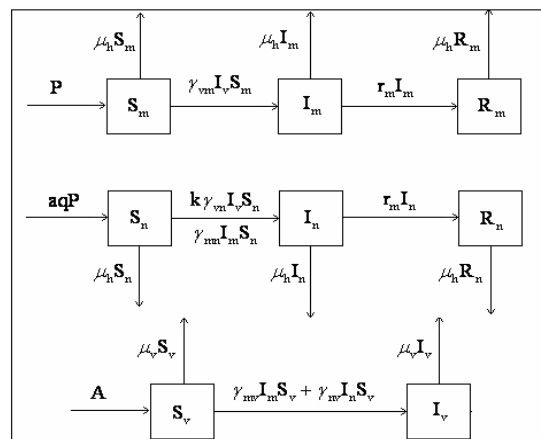 μhSm μhIm μhRm
P Sm γvmIvSm Im rmIm Rm
aqP Sn kγvnIvSn In rmIn Rn
γmnImSn
μhSn μhIn μhRn
μvSv μvIv
A Sv γmvImSv + γnvInSv Iv